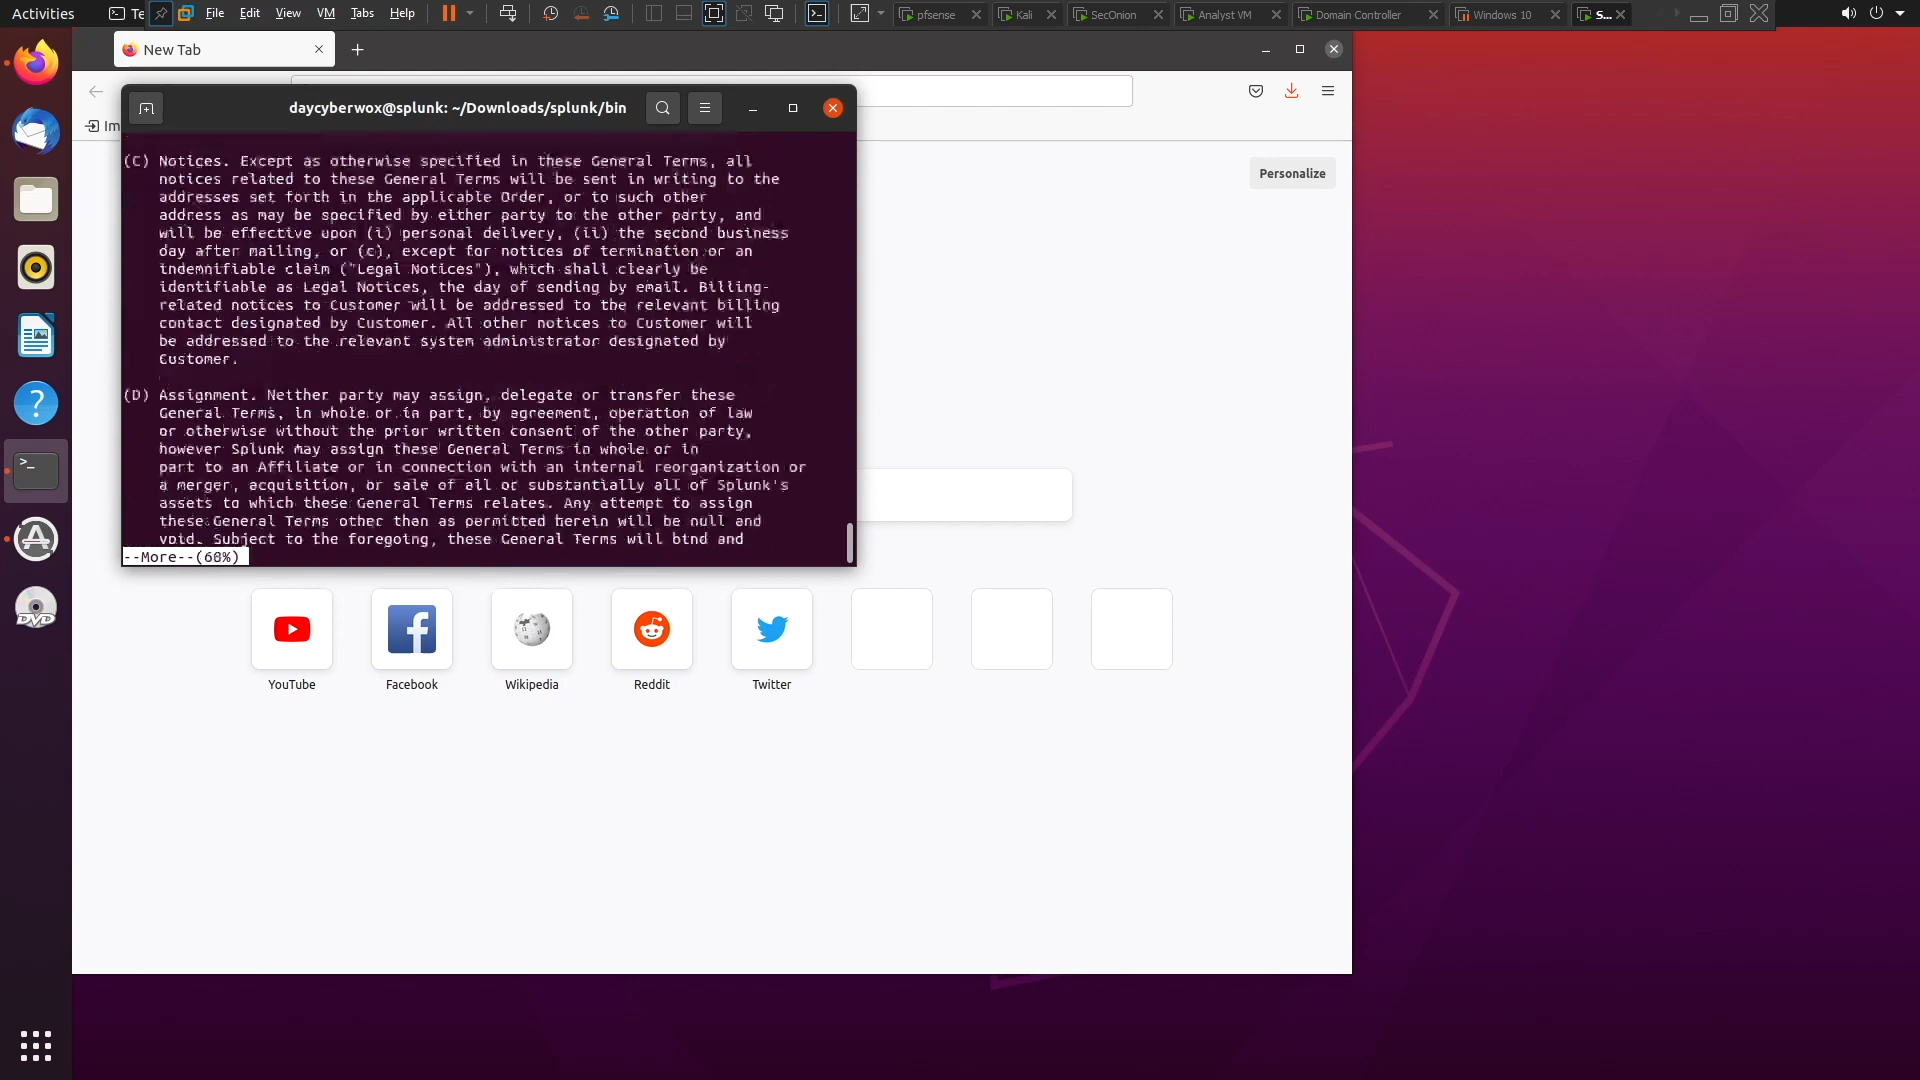 Activities
Te
File
Edit
View
VM
Tabs
Help
pfsense
Kali
SecOnion
Analyst VM
Domain Controller
Windows 10
S...
New Tab
daycyberwox@splunk: ~/Downloads/splunk/bin
Im
(C) Notices. Except as otherwise specified in these General Terms, all
notices related to these General Terms will be sent in writing to the
addresses set forth in the applicable Order, or to such other
address as may be specified by either party to the other party, and
will be effective upon (i) personal delivery, (ii) the second business
day after mailing, or (c), except for notices of termination or an
indemnifiable claim ("Legal Notices"), which shall clearly be
identifiable as Legal Notices, the day of sending by email. Billing-
related notices to Customer will be addressed to the relevant billing
contact designated by Customer. All other notices to Customer will
be addressed to the relevant system administrator designated by
Customer.
(D) Assignment. Neither party may assign, delegate or transfer these
General Terms, in whole or in part, by agreement, operation of law
or otherwise without the prior written consent of the other party,
however Splunk may assign these General Terms in whole or in
part to an Affiliate or in connection with an internal reorganization or
a merger, acquisition, or sale of all or substantially all of Splunk's
assets to which these General Terms relates. Any attempt to assign
these General Terms other than as permitted herein will be null and
void. Subject to the foregoing, these General Terms will bind and
--More--
Personalize
YouTube
Facebook
Wikipedia
Reddit
Twitter
DVD